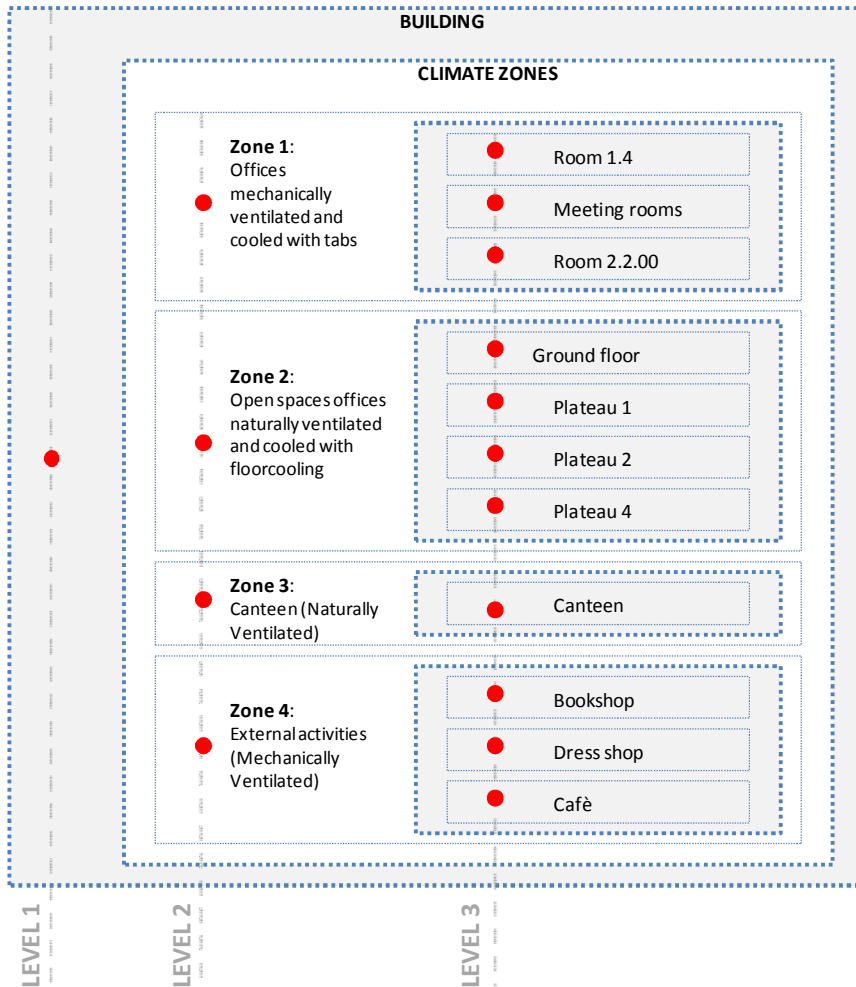 BUILDING
CLIMATE ZONES
Zone 1:
Offices
mechanically
ventilated and
cooled with tabs
Room 1.4
Meeting rooms
Room 2.2.00
Zone 2:
Open spaces offices
naturally ventilated
and cooled with
floorcooling
Ground floor
Plateau 1
Plateau 2
Plateau 4
Zone 3:
Canteen (Naturally
Ventilated)
Canteen
Zone 4:
External activities
(Mechanically
Ventilated)
Bookshop
Dress shop
Cafè
LEVEL 1
LEVEL 2
LEVEL 3